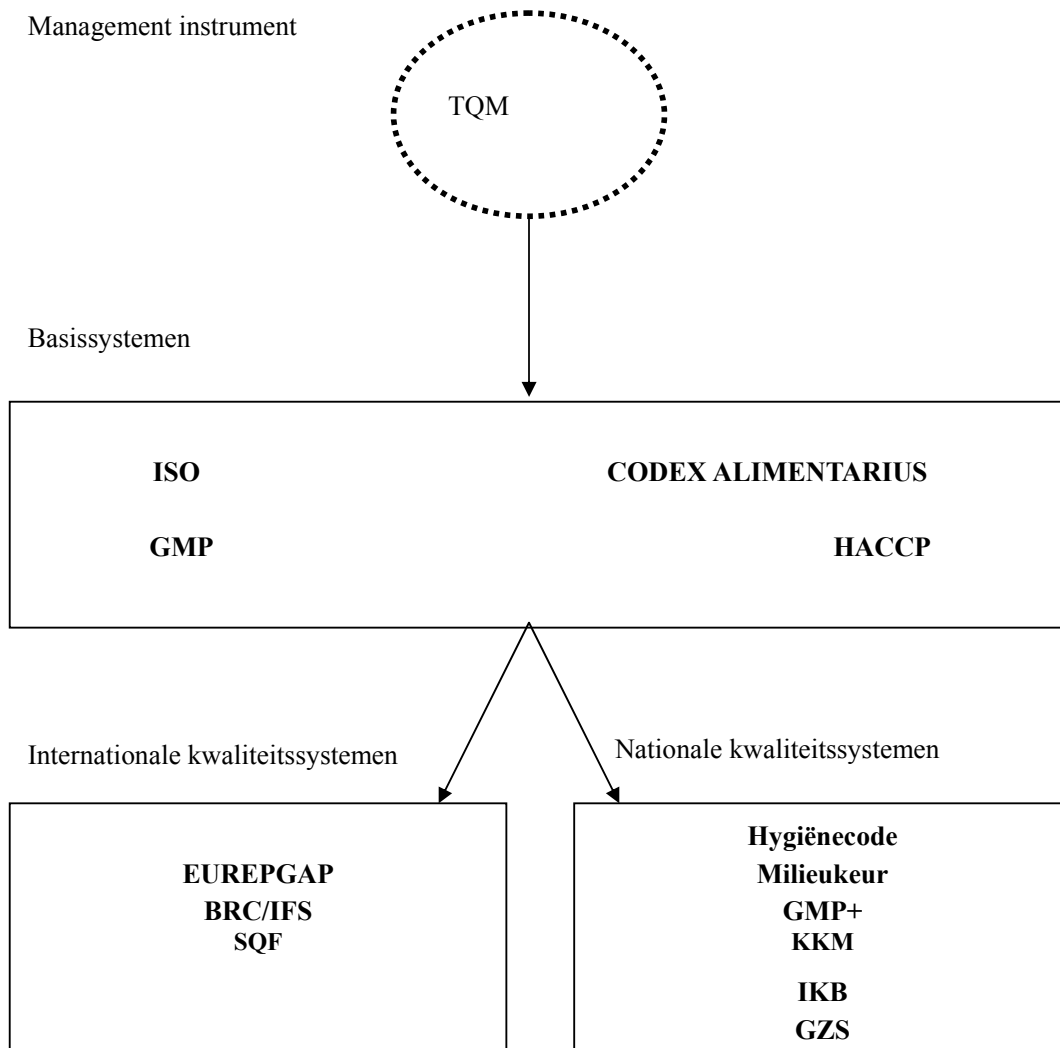 Management instrument
TQM
Basissystemen
ISO CODEX ALIMENTARIUS
GMP HACCP
Internationale kwaliteitssystemen
EUREPGAP
BRC/IFS
SQF
Nationale kwaliteitssystemen
Hygiënecode
Milieukeur
GMP+
KKM
IKB
GZS